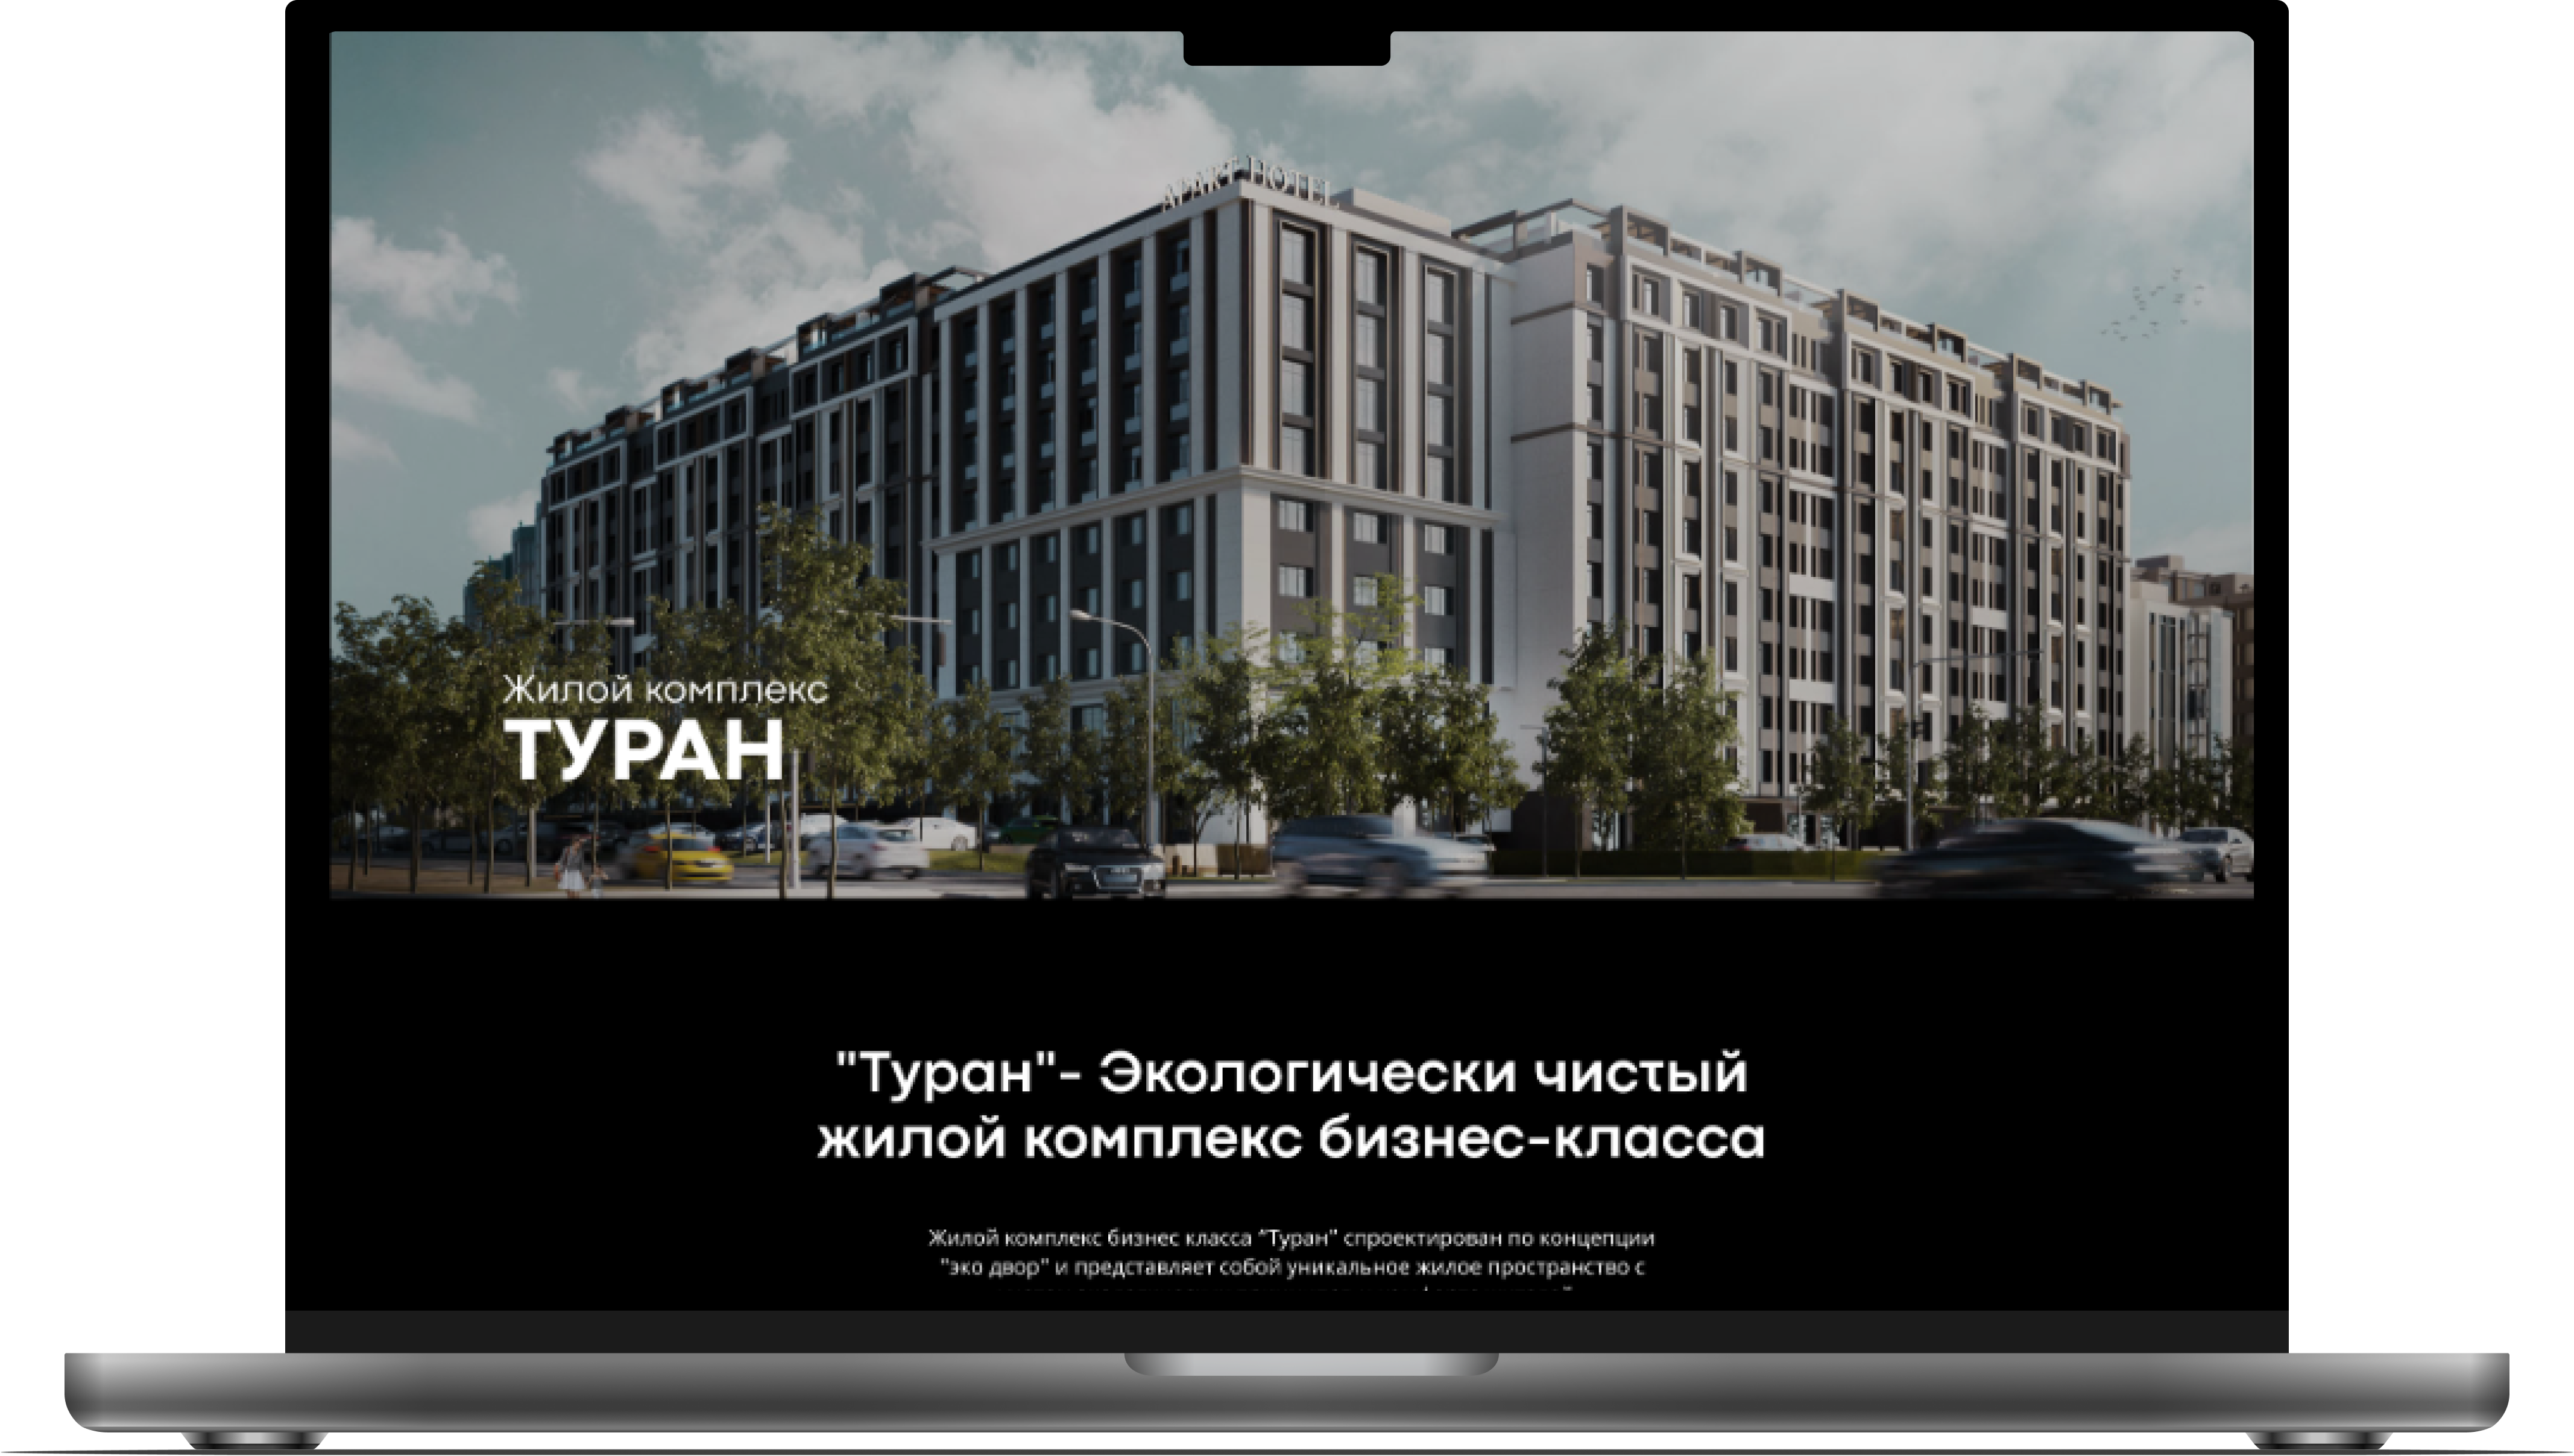 APART HOTEL
Жилой комплекс
ТУРАН
"Туран"- Экологически чистый
жилой комплекс бизнес-класса
Жилой комплекс бизнес класса "Туран" спроектирован по концепции
"эко двор" и представляет собой уникальное жилое пространство с